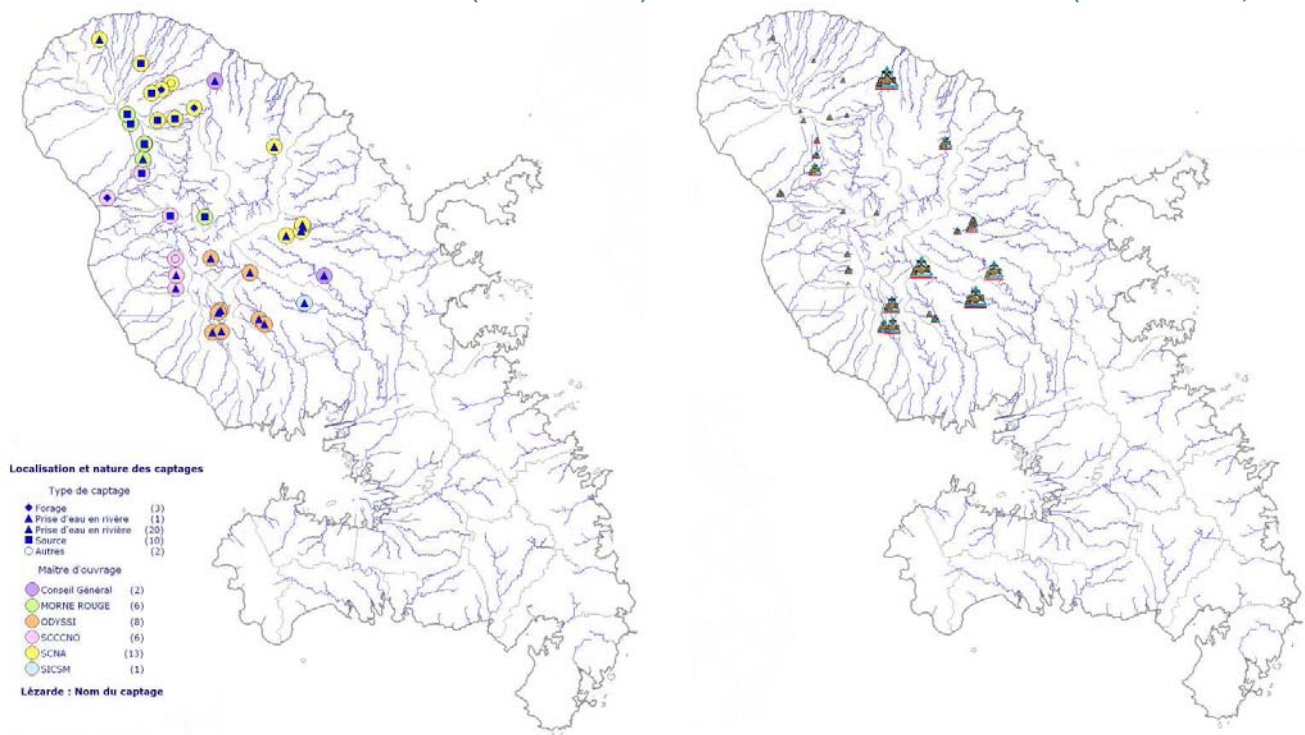 Localisation et nature des captages
Type de captage
Forage (3)
Prise d'eau en rivière (1)
Prise d'eau en rivière (20)
Source (10)
Autres (2)
Maître d'ouvrage
Conseil Général (2)
MORNE ROUGE (6)
ODYSSI (8)
SCCCNO (6)
SCNA (13)
SICSM (1)
Lèzarde : Nom du captage